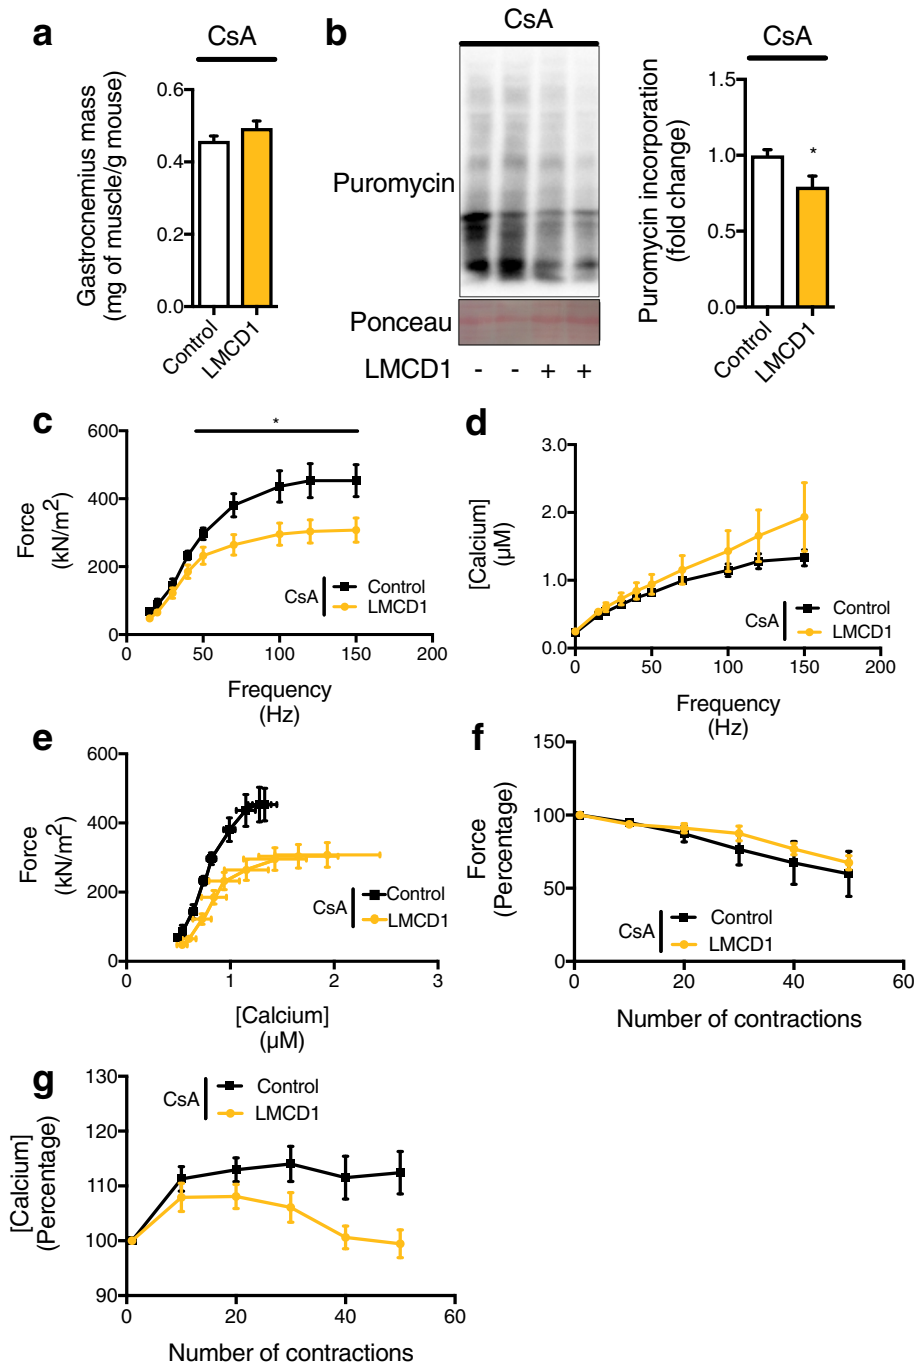 a
CsA
Gastrocnemius mass
(mg of muscle/g mouse)
0.6
0.4
0.2
0.0
Control
LMCD1
b
CsA
Puromycin
Ponceau
LMCD1
- - + +
CsA
Puromycin incorporation
(fold change)
1.5
1.0
0.5
0.0
*
Control
LMCD1
c
Force
(kN/m2)
600
400
200
0
*
CsA
Control
LMCD1
0 50 100 150 200
Frequency
(Hz)
d
[Calcium]
(µM)
3.0
2.0
1.0
0.0
CsA
Control
LMCD1
0 50 100 150 200
Frequency
(Hz)
e
Force
(kN/m2)
600
400
200
0
CsA
Control
LMCD1
0 1 2 3
[Calcium]
(µM)
f
Force
(Percentage)
150
100
50
0
CsA
Control
LMCD1
0 20 40 60
Number of contractions
g
[Calcium]
(Percentage)
130
120
110
100
90
CsA
Control
LMCD1
0 20 40 60
Number of contractions